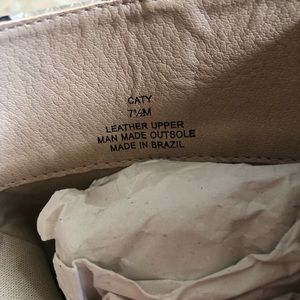 CATY
7½M
LEATHER UPPER
MAN MADE OUTSOLE
MADE IN BRAZIL